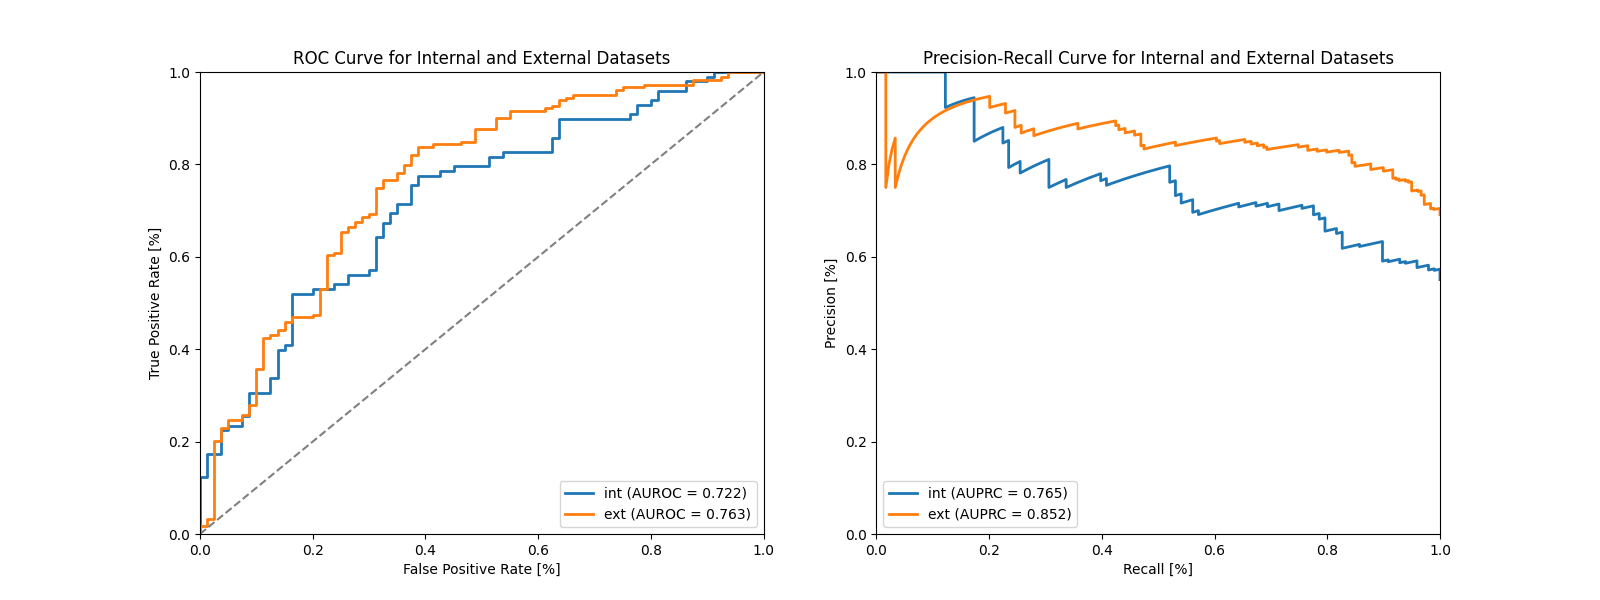 ROC Curve for Internal and External Datasets
1.0
0.8
0.6
0.4
0.2
0.0
True Positive Rate [%]
0.0 0.2 0.4 0.6 0.8 1.0
False Positive Rate [%]
int (AUROC = 0.722)
ext (AUROC = 0.763)
Precision-Recall Curve for Internal and External Datasets
1.0
0.8
0.6
0.4
0.2
0.0
Precision [%]
0.0 0.2 0.4 0.6 0.8 1.0
Recall [%]
int (AUPRC = 0.765)
ext (AUPRC = 0.852)